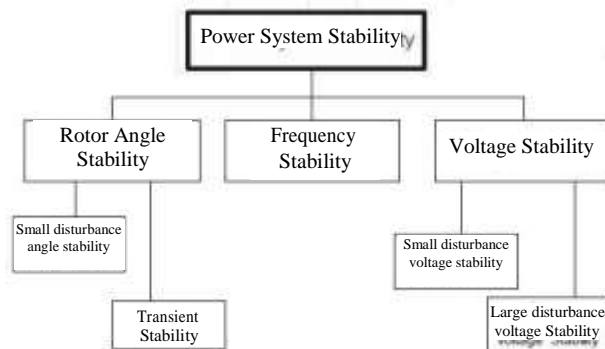 Power System Stability
Rotor Angle
Stability
Frequency
Stability
Voltage Stability
Small disturbance
angle stability
Small disturbance
voltage stability
Transient
Stability
Large disturbance
voltage Stability